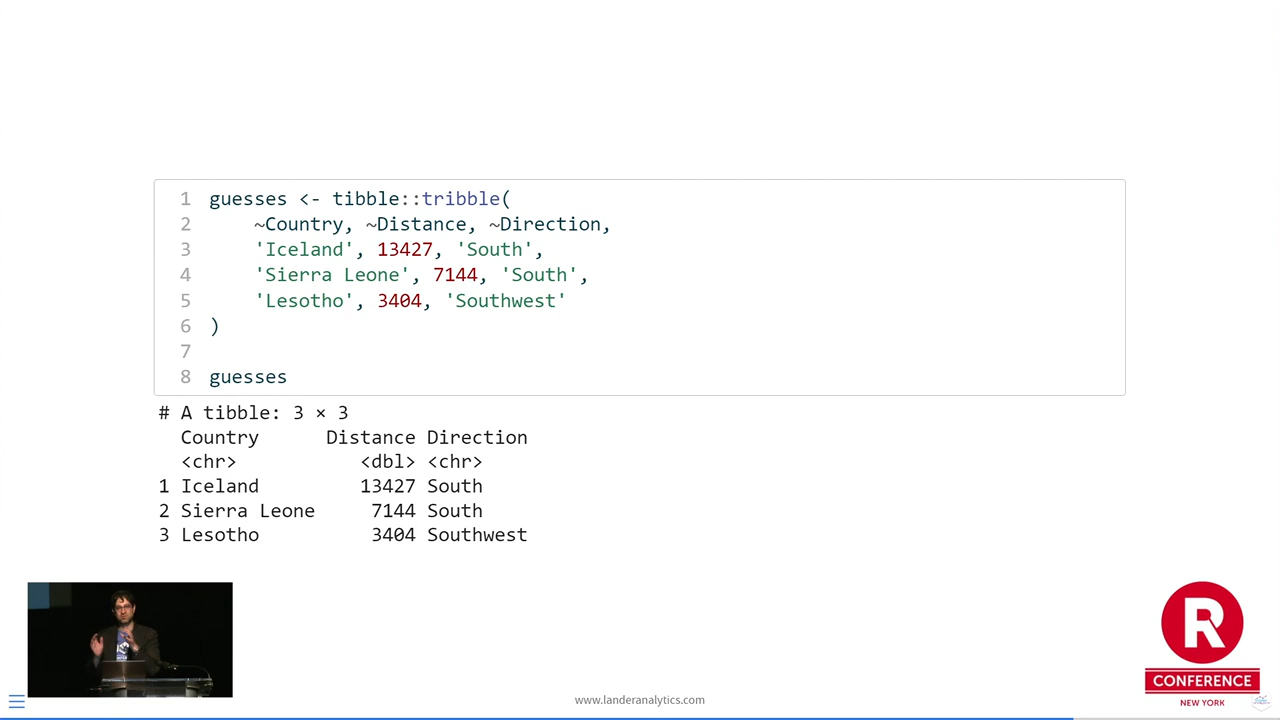 1 guesses <- tibble::tribble(
2 ~Country, ~Distance, ~Direction,
3 'Iceland', 13427, 'South',
4 'Sierra Leone', 7144, 'South',
5 'Lesotho', 3404, 'Southwest'
6 )
7
8 guesses
# A tibble: 3 × 3
Country Distance Direction
<chr> <dbl> <chr>
1 Iceland 13427 South
2 Sierra Leone 7144 South
3 Lesotho 3404 Southwest
R
CONFERENCE
NEW YORK
www.landeranalytics.com